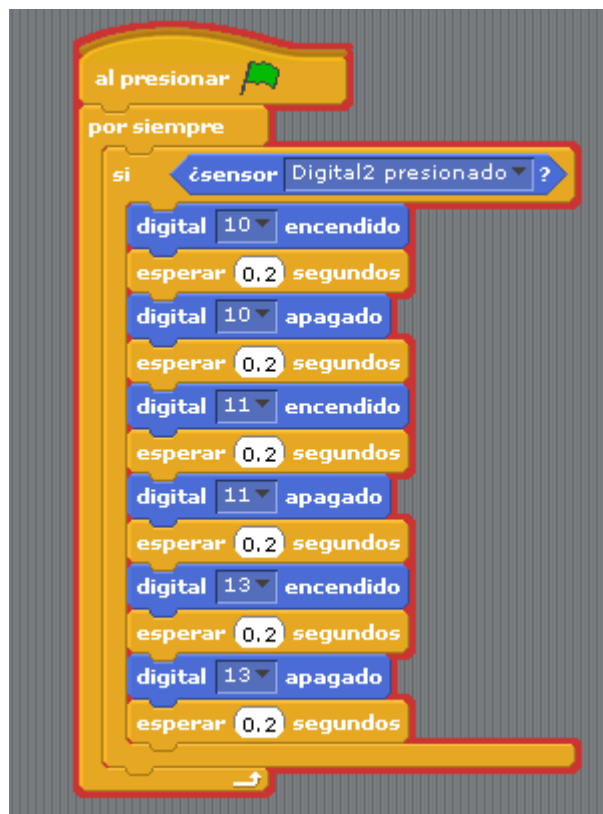 al presionar
por siempre
si ¿sensor Digital2 presionado ?
digital 10 encendido
esperar 0.2 segundos
digital 10 apagado
esperar 0.2 segundos
digital 11 encendido
esperar 0.2 segundos
digital 11 apagado
esperar 0.2 segundos
digital 13 encendido
esperar 0.2 segundos
digital 13 apagado
esperar 0.2 segundos